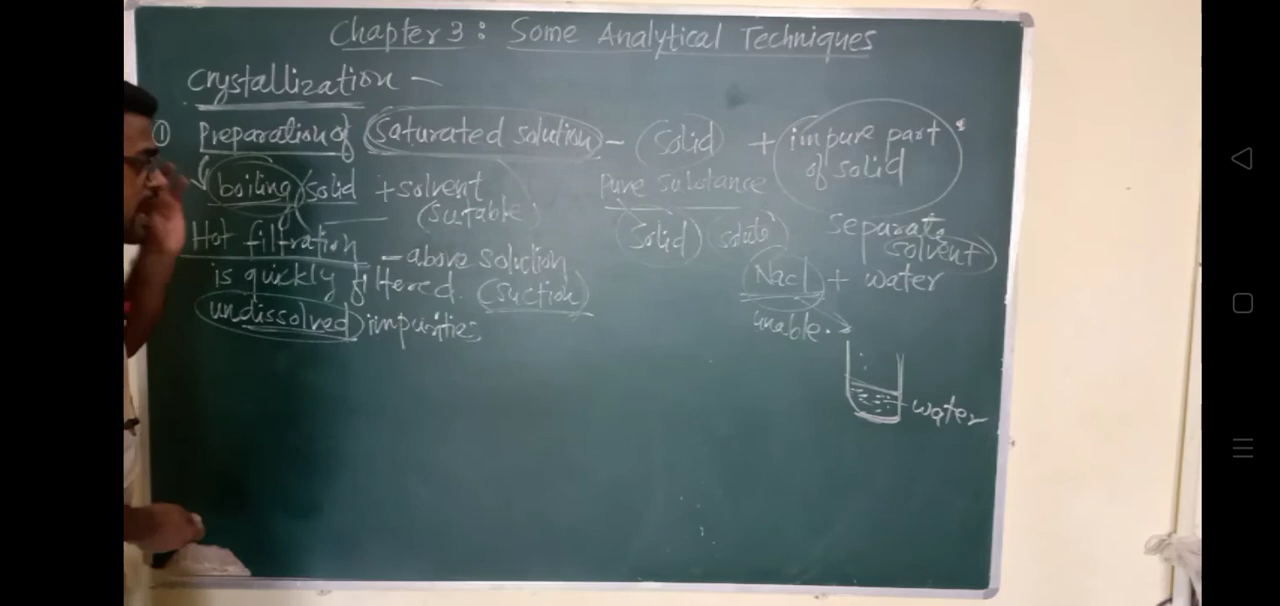 Chapter 3 : Some Analytical Techniques
Crystallization -
① Preparation of Saturated solution - Solid + impure part of solid
boiling solid + solvent (suitable)
Pure Substance
Solid solute
separate solvent
Hot filtration - above solution is quickly filtered. (suction)
NaCl + water
undissolved impurities
unable.
water